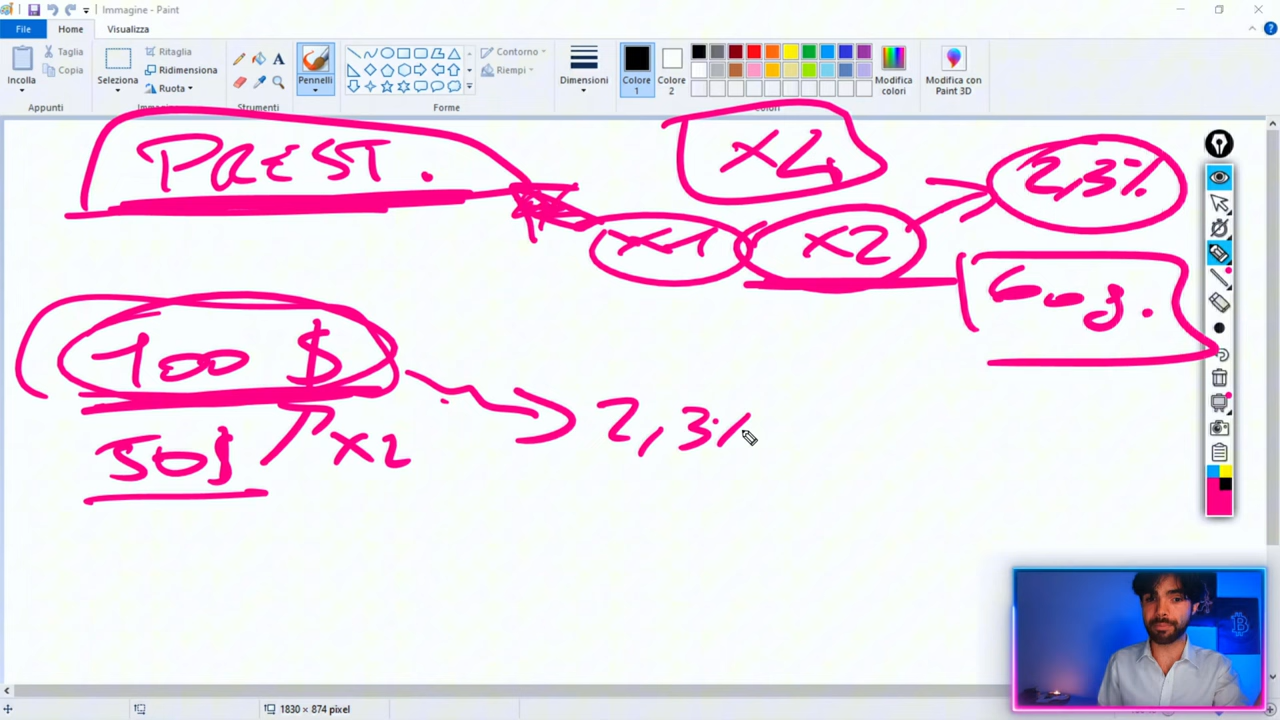 Immagine - Paint
File Home Visualizza
Incolla
Taglia
Copia
Appunti
Seleziona
Ritaglia
Ridimensiona
Ruota
Strumenti
Pennelli
Forme
Contorno
Riempi
Dimensioni
Colore 1
Colore 2
Modifica colori
Modifica con Paint 3D
PREST.
x4
2,3%
x1
x2
60g.
100 $
2,3%
50$
x2
1830 × 874 pixel